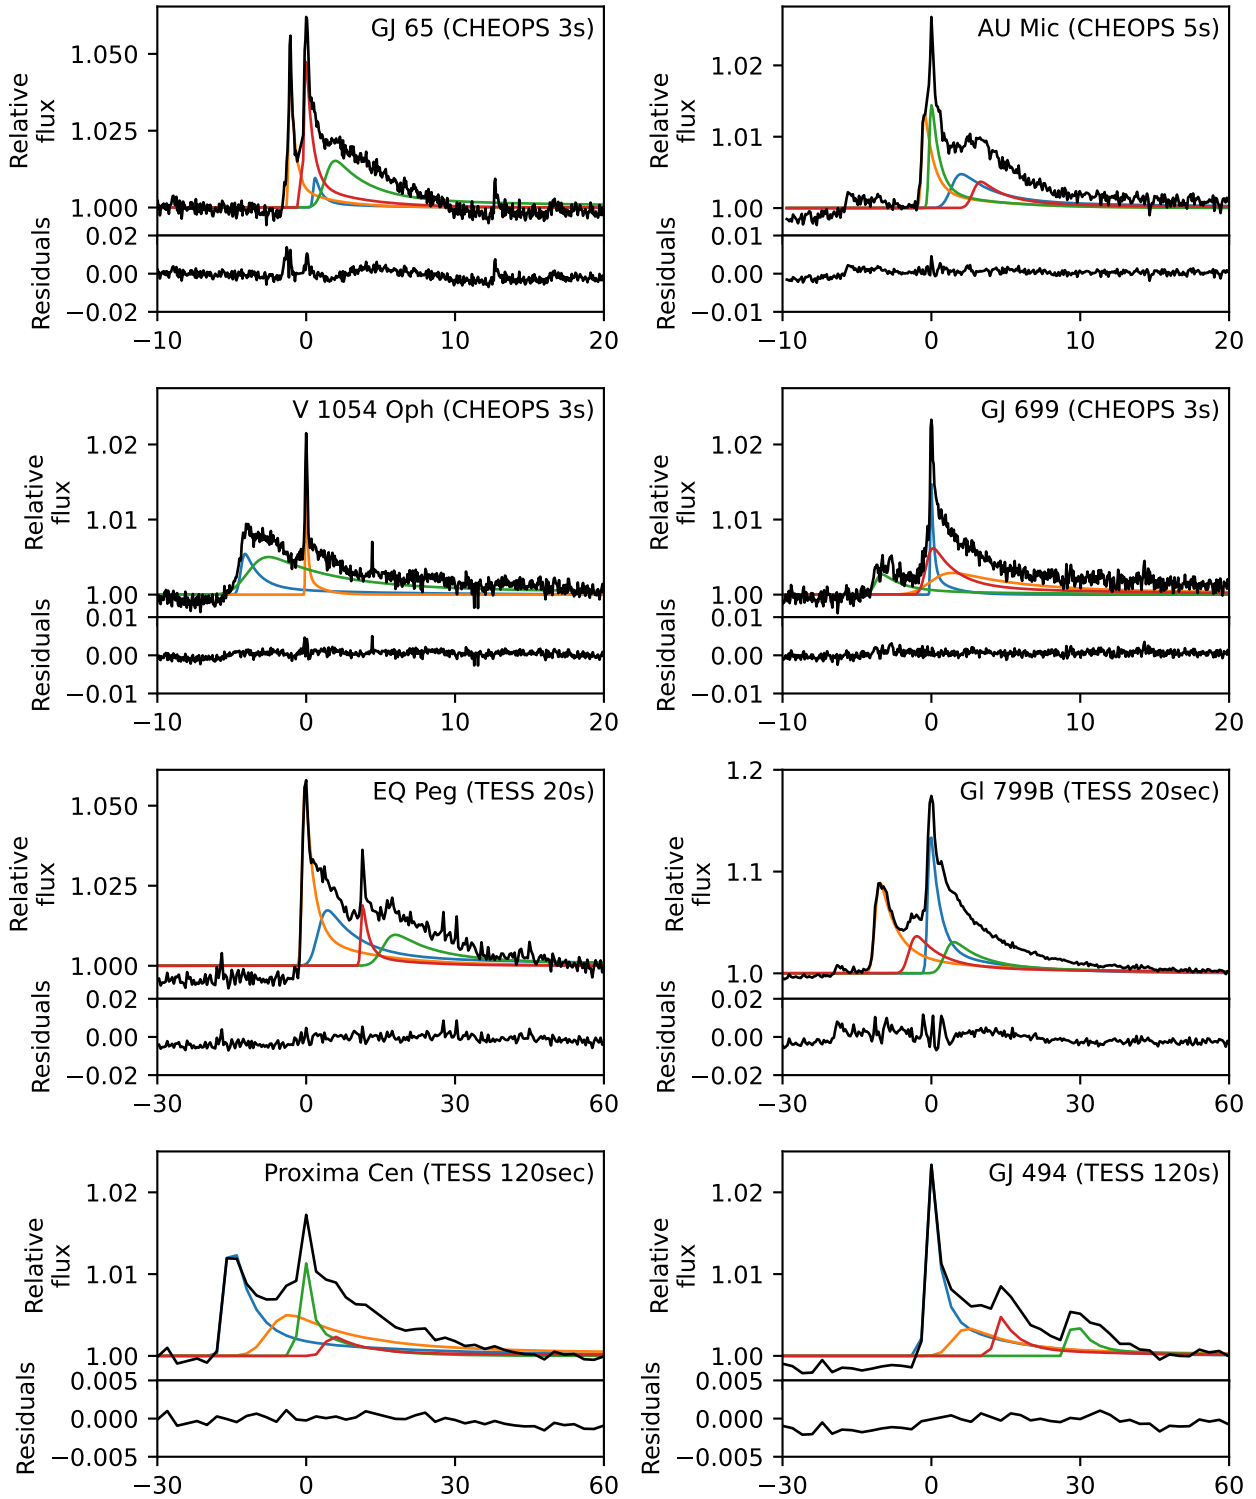 GJ 65 (CHEOPS 3s)
Relative
flux
1.050
1.025
1.000
Residuals
0.02
0.00
−0.02
−10 0 10 20
AU Mic (CHEOPS 5s)
Relative
flux
1.02
1.01
1.00
Residuals
0.01
0.00
−0.01
−10 0 10 20
V 1054 Oph (CHEOPS 3s)
Relative
flux
1.02
1.01
1.00
Residuals
0.01
0.00
−0.01
−10 0 10 20
GJ 699 (CHEOPS 3s)
Relative
flux
1.02
1.01
1.00
Residuals
0.01
0.00
−0.01
−10 0 10 20
EQ Peg (TESS 20s)
Relative
flux
1.050
1.025
1.000
Residuals
0.02
0.00
−0.02
−30 0 30 60
Gl 799B (TESS 20sec)
Relative
flux
1.2
1.1
1.0
Residuals
0.02
0.00
−0.02
−30 0 30 60
Proxima Cen (TESS 120sec)
Relative
flux
1.02
1.01
1.00
Residuals
0.005
0.000
−0.005
−30 0 30 60
GJ 494 (TESS 120s)
Relative
flux
1.02
1.01
1.00
Residuals
0.005
0.000
−0.005
−30 0 30 60